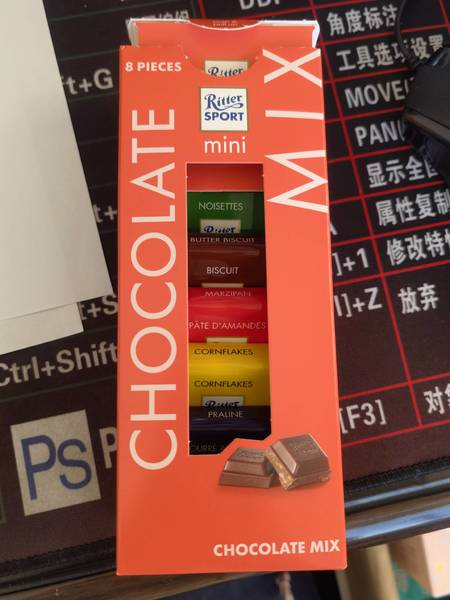 8 PIECES
Ritter
Ritter
SPORT
mini
CHOCOLATE
MIX
NOISETTES
Ritter
BUTTER BISCUIT
BISCUIT
MARZIPAN
PÂTE D'AMANDES
CORNFLAKES
CORNFLAKES
Ritter
PRALINE
CHOCOLATE MIX
角度标注
工具选项设置
MOVE
PAN
显示全
属性复制
]+1 修改特性
]+Z 放弃
[F3] 对象
ft+G
Ctrl+Shift
Ps